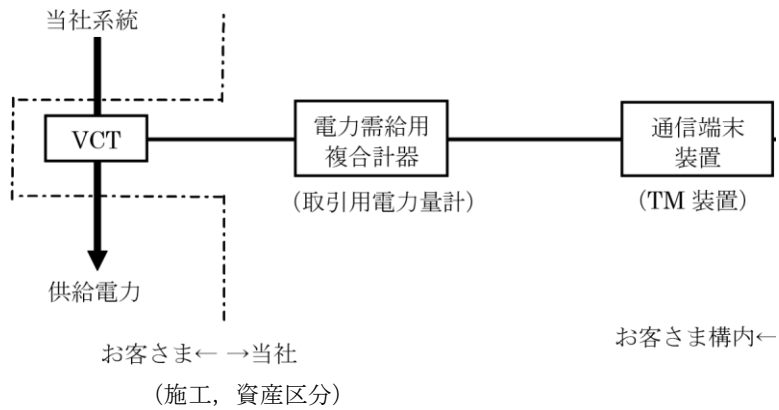 当社系統
VCT
電力需給用
複合計器
通信端末
装置
(取引用電力量計)
(TM 装置)
供給電力
お客さま構内←
お客さま← →当社
(施工，資産区分)